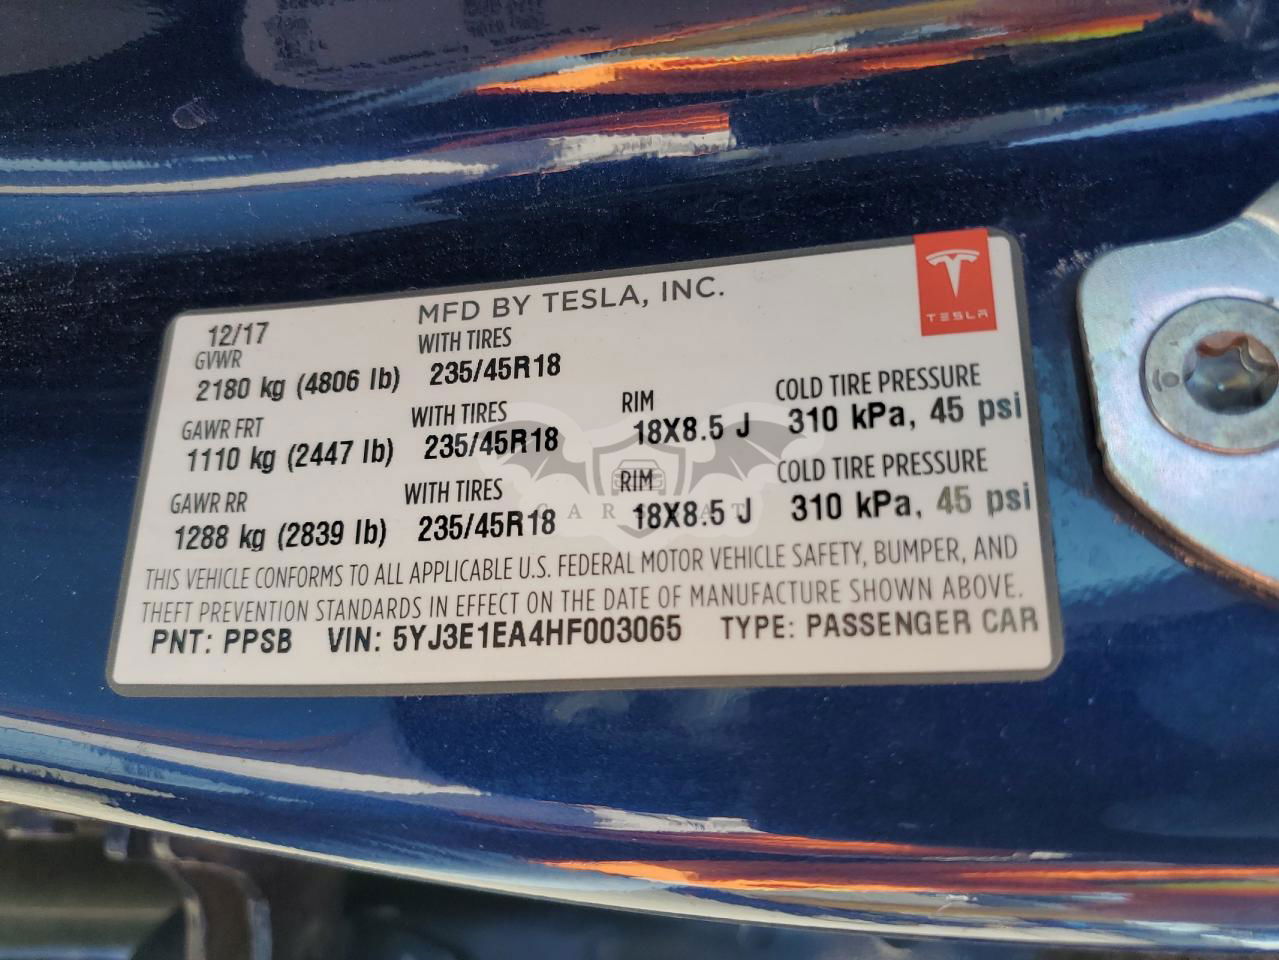 MFD BY TESLA, INC.
TESLA
12/17
GVWR WITH TIRES
2180 kg (4806 lb) 235/45R18
GAWR FRT WITH TIRES RIM COLD TIRE PRESSURE
1110 kg (2447 lb) 235/45R18 18X8.5 J 310 kPa, 45 psi
GAWR RR WITH TIRES RIM COLD TIRE PRESSURE
1288 kg (2839 lb) 235/45R18 18X8.5 J 310 kPa, 45 psi
THIS VEHICLE CONFORMS TO ALL APPLICABLE U.S. FEDERAL MOTOR VEHICLE SAFETY, BUMPER, AND
THEFT PREVENTION STANDARDS IN EFFECT ON THE DATE OF MANUFACTURE SHOWN ABOVE.
PNT: PPSB VIN: 5YJ3E1EA4HF003065 TYPE: PASSENGER CAR